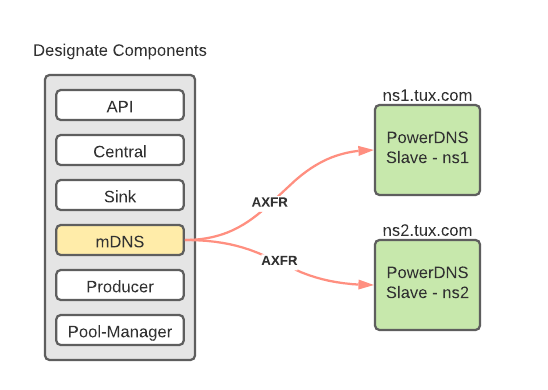 Designate Components
API
Central
Sink
mDNS
Producer
Pool-Manager
AXFR
AXFR
ns1.tux.com
PowerDNS
Slave - ns1
ns2.tux.com
PowerDNS
Slave - ns2